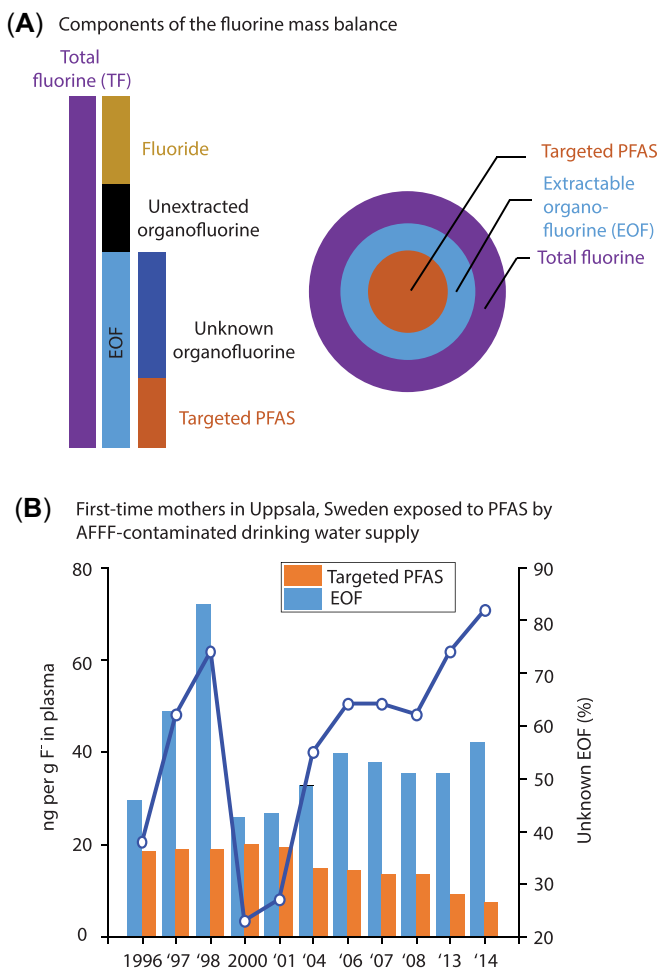 (A) Components of the fluorine mass balance
Total
fluorine (TF)
Fluoride
Unextracted
organofluorine
EOF
Unknown
organofluorine
Targeted PFAS
Targeted PFAS
Extractable
organo-
fluorine (EOF)
Total fluorine
(B) First-time mothers in Uppsala, Sweden exposed to PFAS by
AFFF-contaminated drinking water supply
Targeted PFAS
EOF
ng per g F⁻ in plasma
80
60
40
20
0
Unknown EOF (%)
90
80
70
60
50
40
30
20
1996 ‘97 ‘98 2000 ‘01 ‘04 ‘06 ‘07 ‘08 ‘13 ‘14